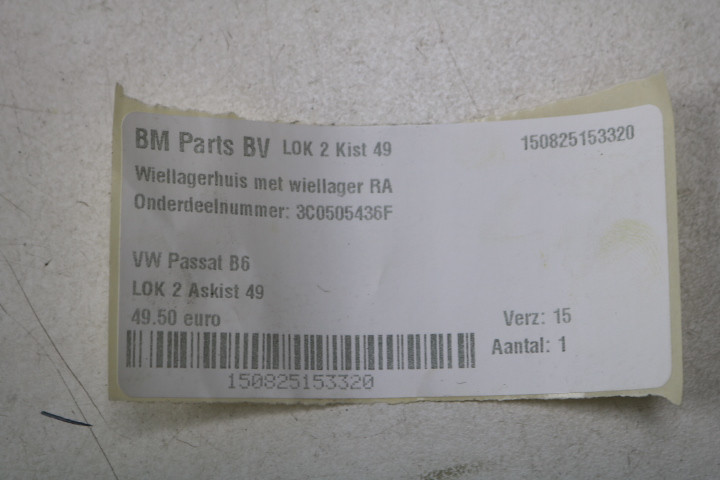 BM Parts BV LOK 2 Kist 49 150825153320
Wiellagerhuis met wiellager RA
Onderdeelnummer: 3C0505436F
VW Passat B6
LOK 2 Askist 49
49.50 euro Verz: 15
Aantal: 1
150825153320